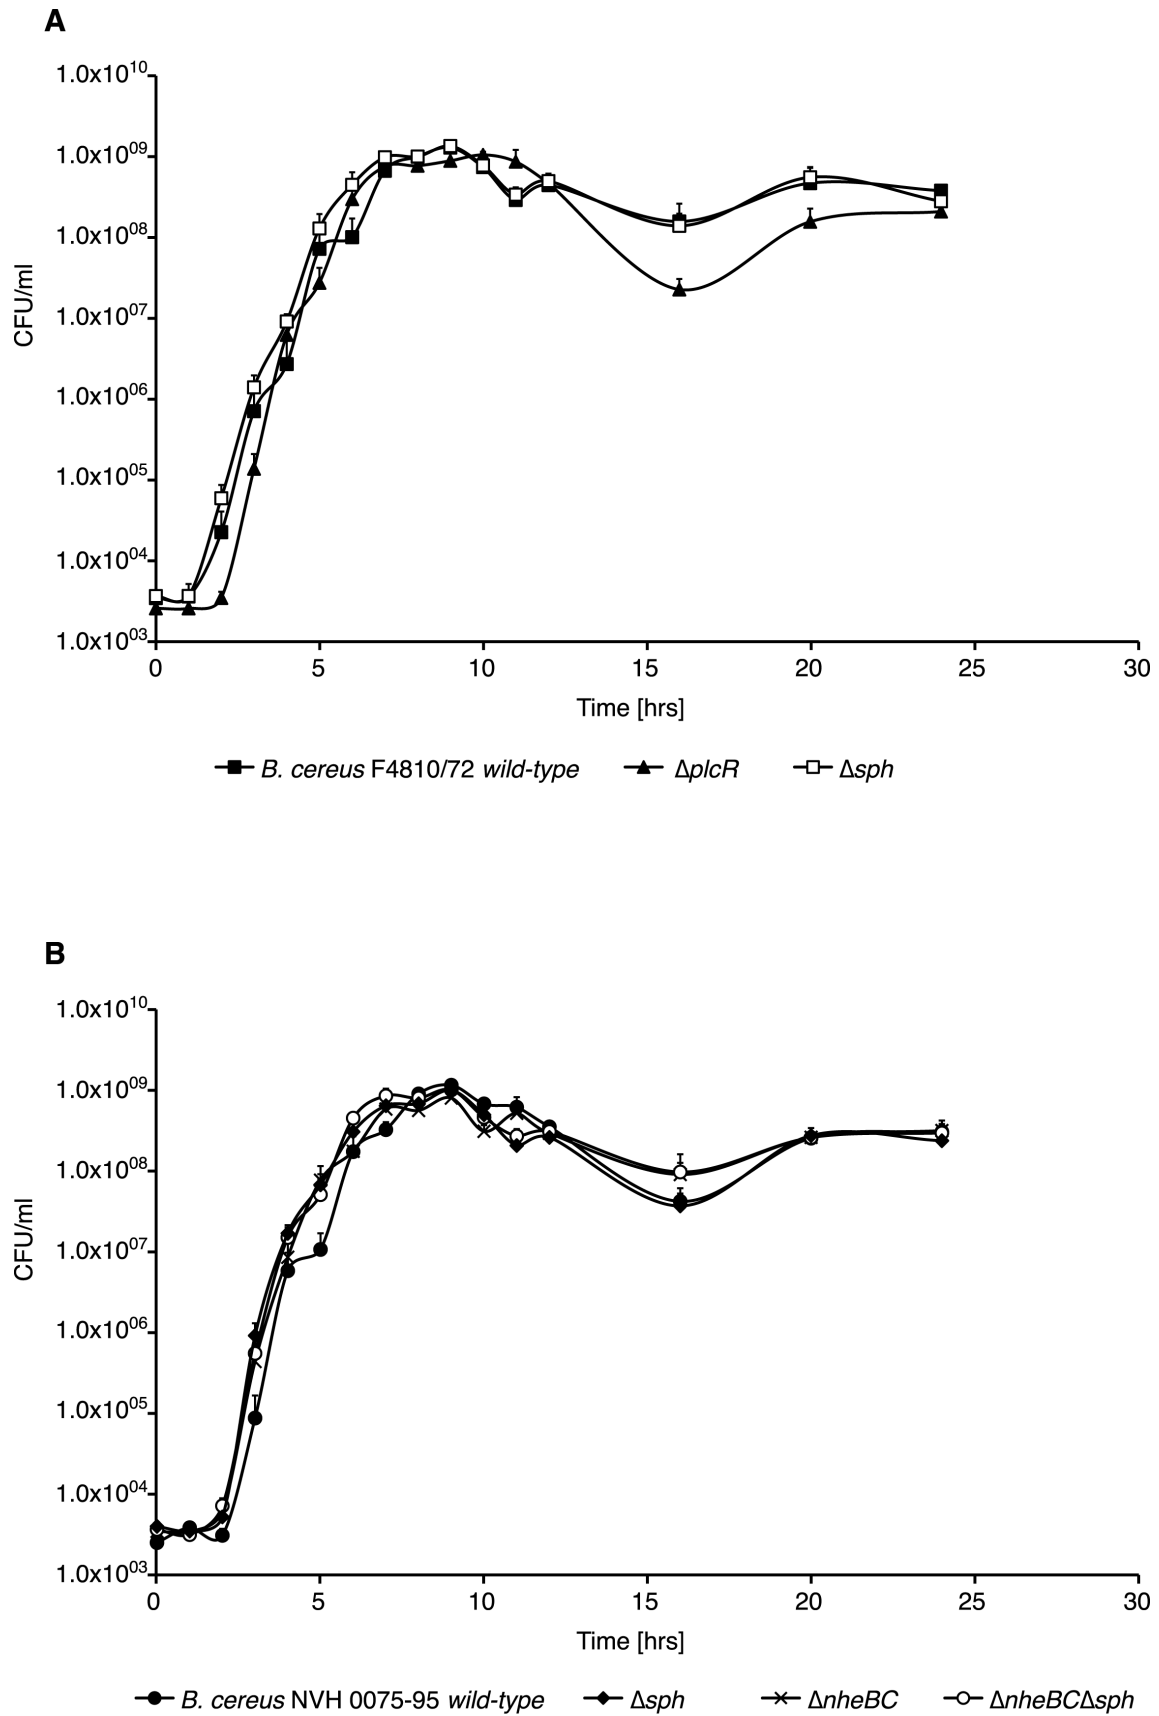 A
1.0x10^10
1.0x10^09
1.0x10^08
1.0x10^07
1.0x10^06
1.0x10^05
1.0x10^04
1.0x10^03
CFU/ml
0 5 10 15 20 25 30
Time [hrs]
B. cereus F4810/72 wild-type ΔplcR Δsph
B
1.0x10^10
1.0x10^09
1.0x10^08
1.0x10^07
1.0x10^06
1.0x10^05
1.0x10^04
1.0x10^03
CFU/ml
0 5 10 15 20 25 30
Time [hrs]
B. cereus NVH 0075-95 wild-type Δsph ΔnheBC ΔnheBCΔsph